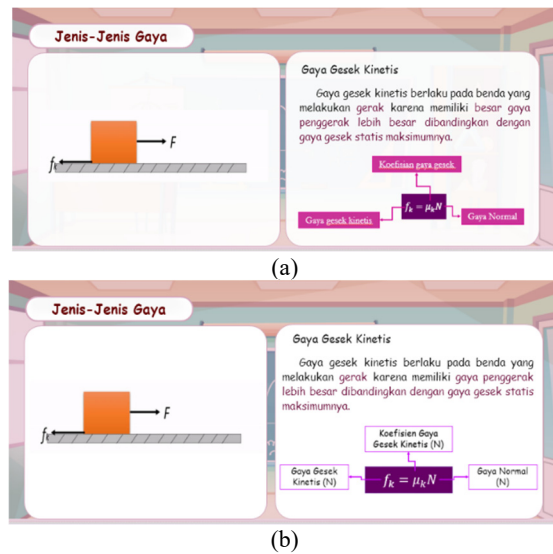 Jenis-Jenis Gaya
F
fₖ
Gaya Gesek Kinetis
Gaya gesek kinetis berlaku pada benda yang
melakukan gerak karena memiliki besar gaya
penggerak lebih besar dibandingkan dengan
gaya gesek statis maksimumnya.
Koefisian gaya gesek
Gaya gesek kinetis
fₖ = μₖN
Gaya Normal
(a)
Jenis-Jenis Gaya
F
fₖ
Gaya Gesek Kinetis
Gaya gesek kinetis berlaku pada benda yang
melakukan gerak karena memiliki gaya penggerak
lebih besar dibandingkan dengan gaya gesek statis
maksimumnya.
Koefisien Gaya
Gesek Kinetis (N)
Gaya Gesek
Kinetis (N)
fₖ = μₖN
Gaya Normal
(N)
(b)